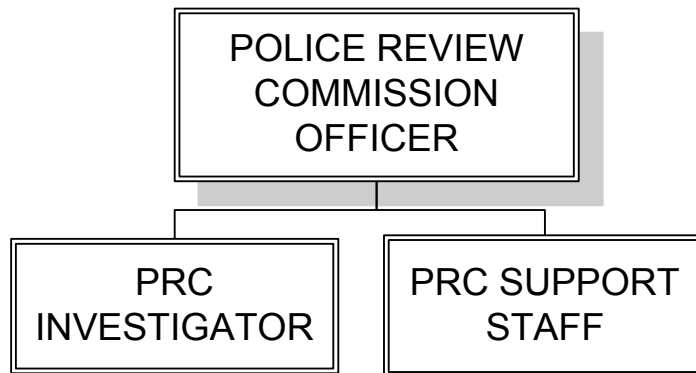 POLICE REVIEW
COMMISSION
OFFICER
PRC
INVESTIGATOR
PRC SUPPORT
STAFF